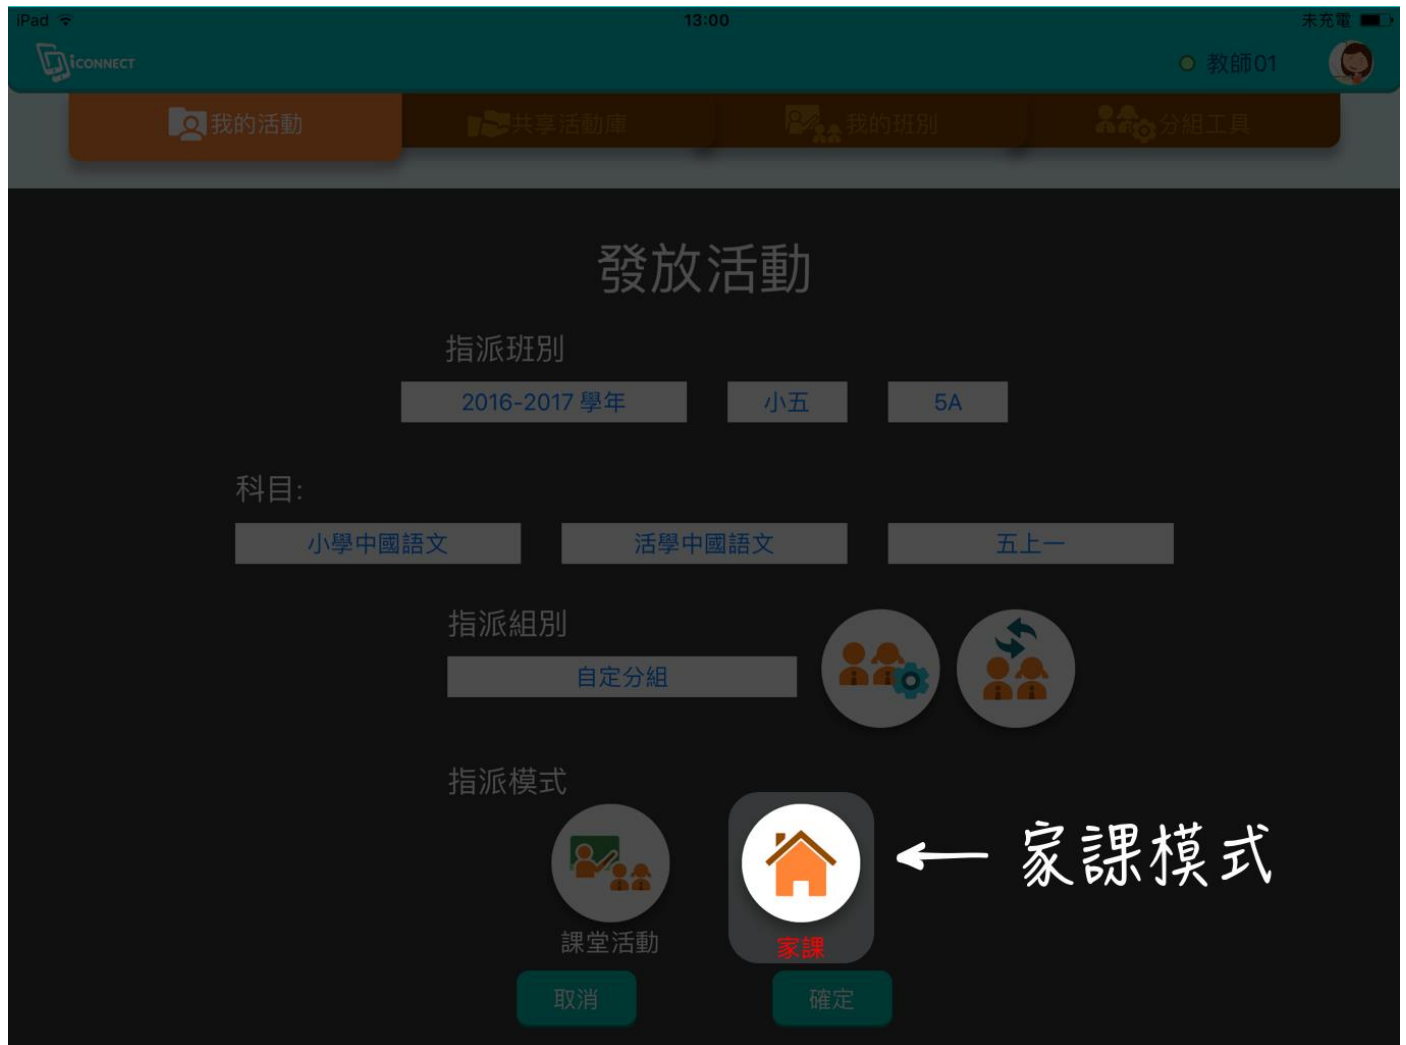 iPad 13:00 未充電
iCONNECT
教師01
我的活動 共享活動庫 我的班別 分組工具
發放活動
指派班別
2016-2017 學年 小五 5A
科目:
小學中國語文 活學中國語文 五上一
指派組別
自定分組
指派模式
← 家課模式
課堂活動 家課
取消 確定